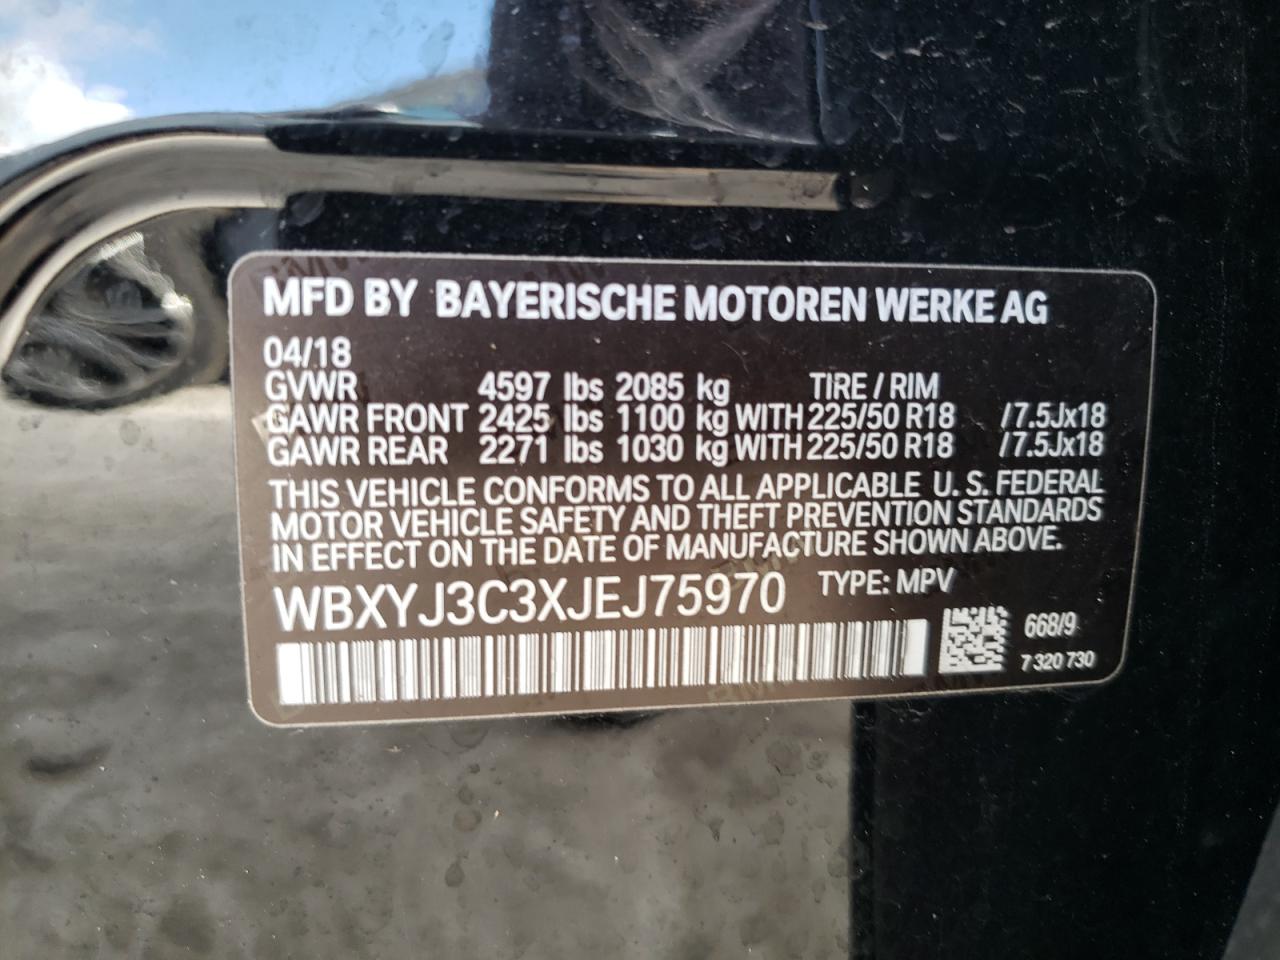 MFD BY BAYERISCHE MOTOREN WERKE AG
04/18
GVWR 4597 lbs 2085 kg TIRE / RIM
GAWR FRONT 2425 lbs 1100 kg WITH 225/50 R18 /7.5Jx18
GAWR REAR 2271 lbs 1030 kg WITH 225/50 R18 /7.5Jx18
THIS VEHICLE CONFORMS TO ALL APPLICABLE U. S. FEDERAL
MOTOR VEHICLE SAFETY AND THEFT PREVENTION STANDARDS
IN EFFECT ON THE DATE OF MANUFACTURE SHOWN ABOVE.
WBXYJ3C3XJEJ75970 TYPE: MPV
668/9
7 320 730